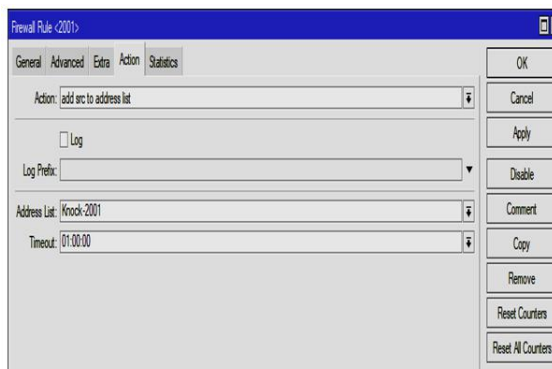 Firewall Rule <2001>
General Advanced Extra Action Statistics
Action: add src to address list
Log
Log Prefix:
Address List: Knock-2001
Timeout: 01:00:00
OK
Cancel
Apply
Disable
Comment
Copy
Remove
Reset Counters
Reset All Counters